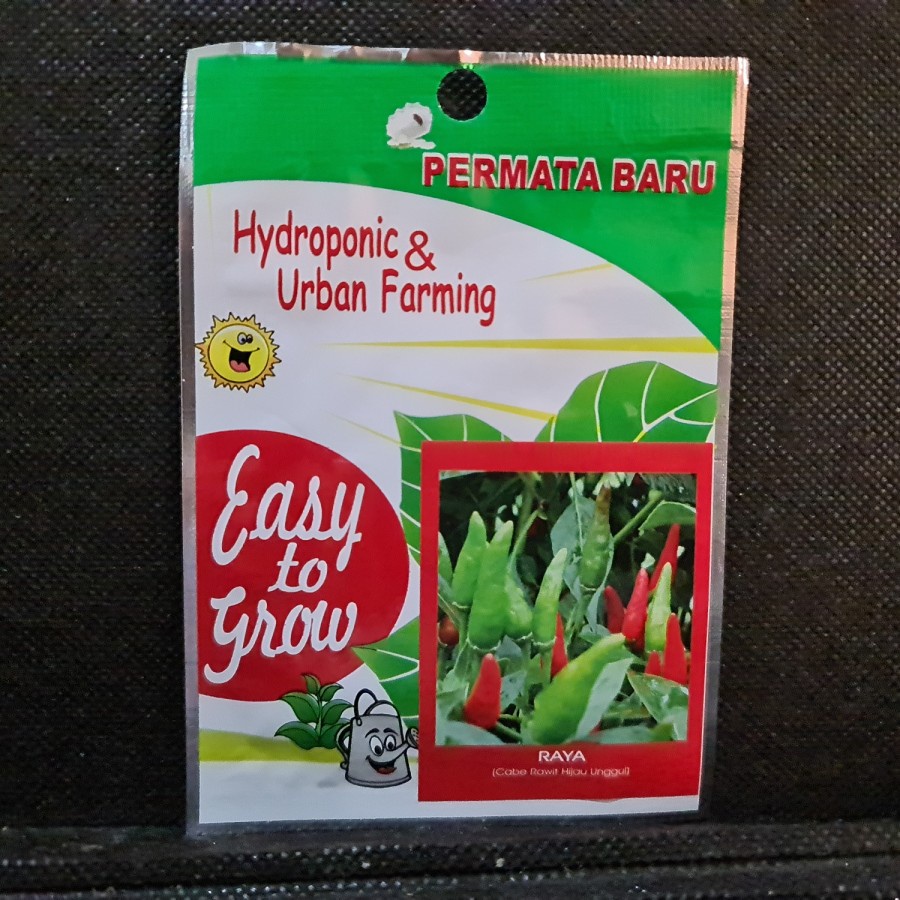 PERMATA BARU
Hydroponic &
Urban Farming
Easy
to
Grow
RAYA
(Cabe Rawit Hijau Unggul)